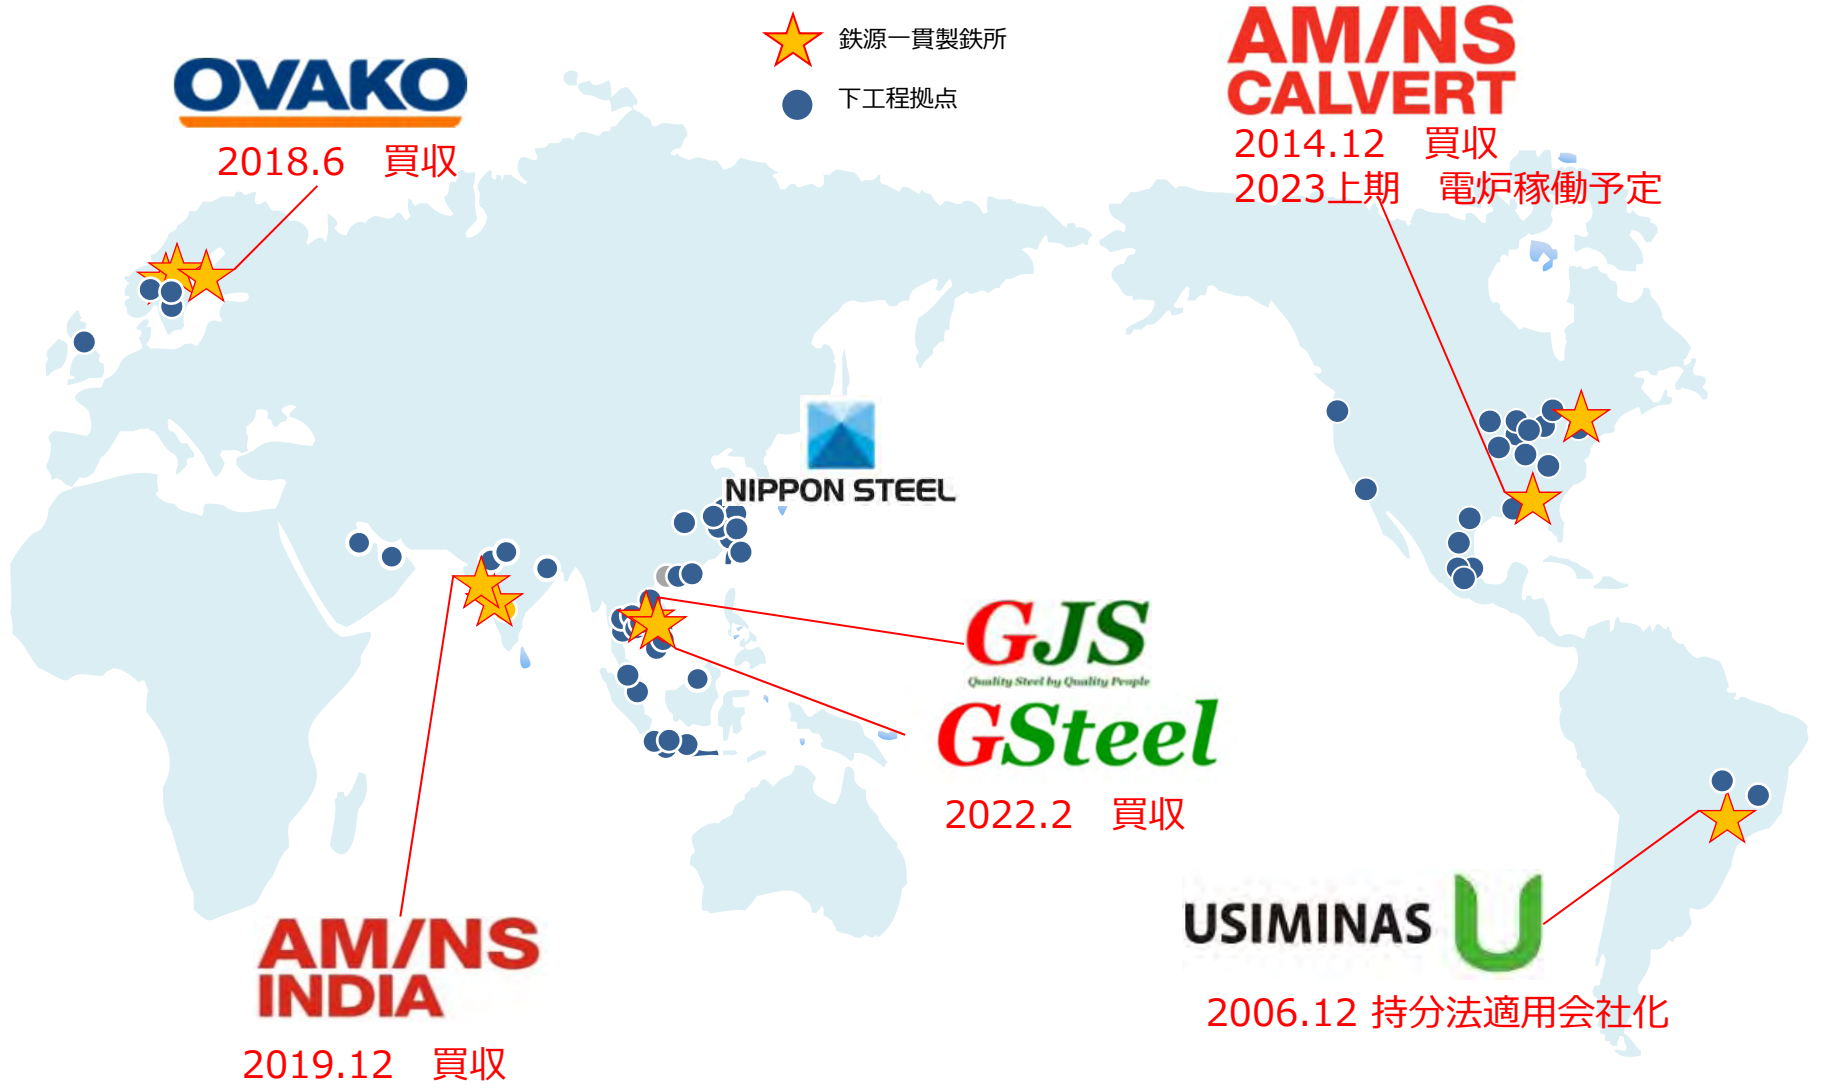 鉄源一貫製鉄所
下工程拠点
OVAKO
2018.6　買収
AM/NS
CALVERT
2014.12　買収
2023上期　電炉稼働予定
NIPPON STEEL
GJS
Quality Steel by Quality People
GSteel
2022.2　買収
AM/NS
INDIA
2019.12　買収
USIMINAS
2006.12 持分法適用会社化